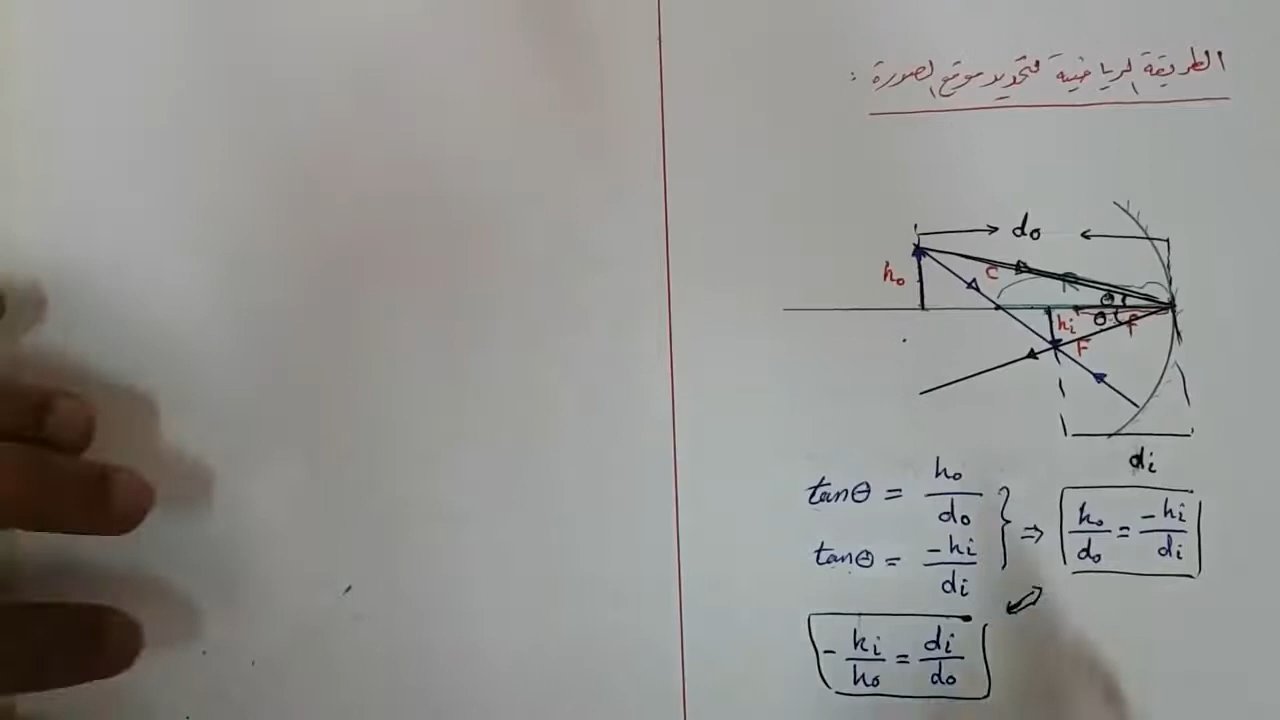 الطريقة الرياضية لتحديد موقع الصورة :
do
ho
C
θ
θ
hi
f
F
di
tanθ = ho/do
tanθ = -hi/di
⇒ ho/do = -hi/di
- hi/ho = di/do